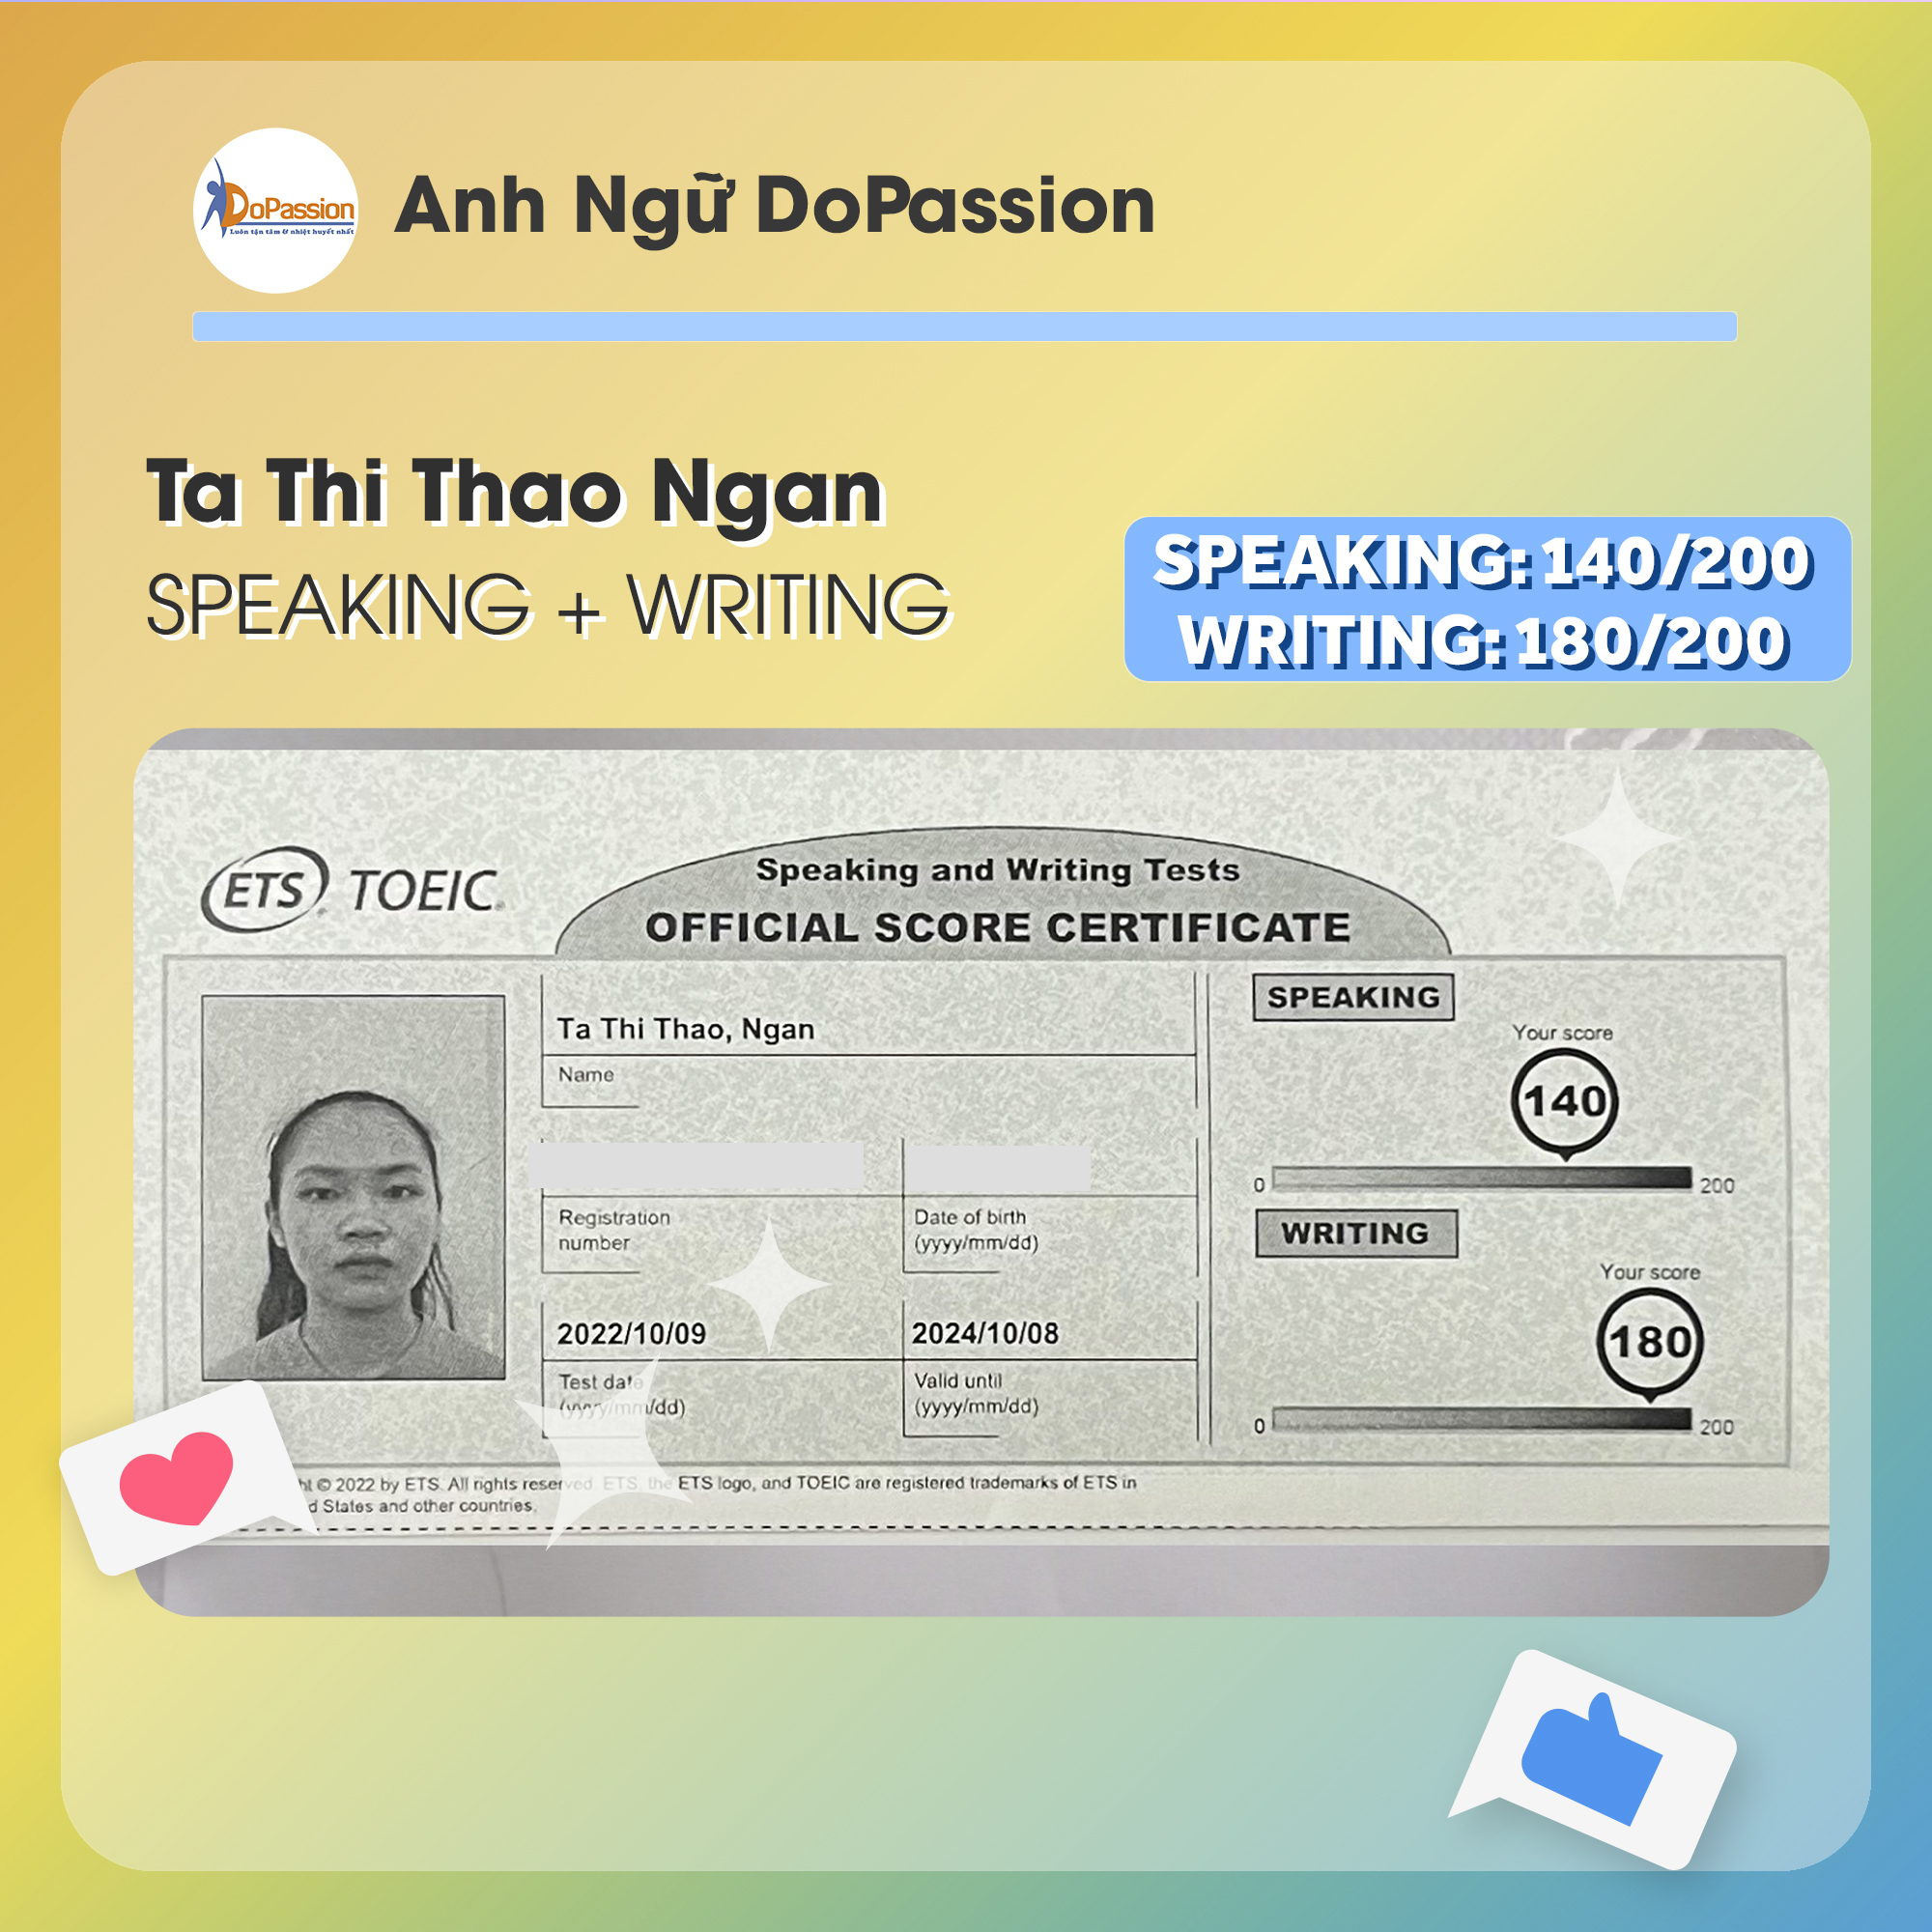 DoPassion
Luôn tận tâm & nhiệt huyết nhất
Anh Ngữ DoPassion
Ta Thi Thao Ngan
SPEAKING + WRITING
SPEAKING: 140/200
WRITING: 180/200
ETS TOEIC
Speaking and Writing Tests
OFFICIAL SCORE CERTIFICATE
Ta Thi Thao, Ngan
Name
Registration
number
Date of birth
(yyyy/mm/dd)
2022/10/09
Test date
(yyyy/mm/dd)
2024/10/08
Valid until
(yyyy/mm/dd)
SPEAKING
Your score
140
0
200
WRITING
Your score
180
0
200
© 2022 by ETS. All rights reserved. ETS, the ETS logo, and TOEIC are registered trademarks of ETS in
States and other countries.